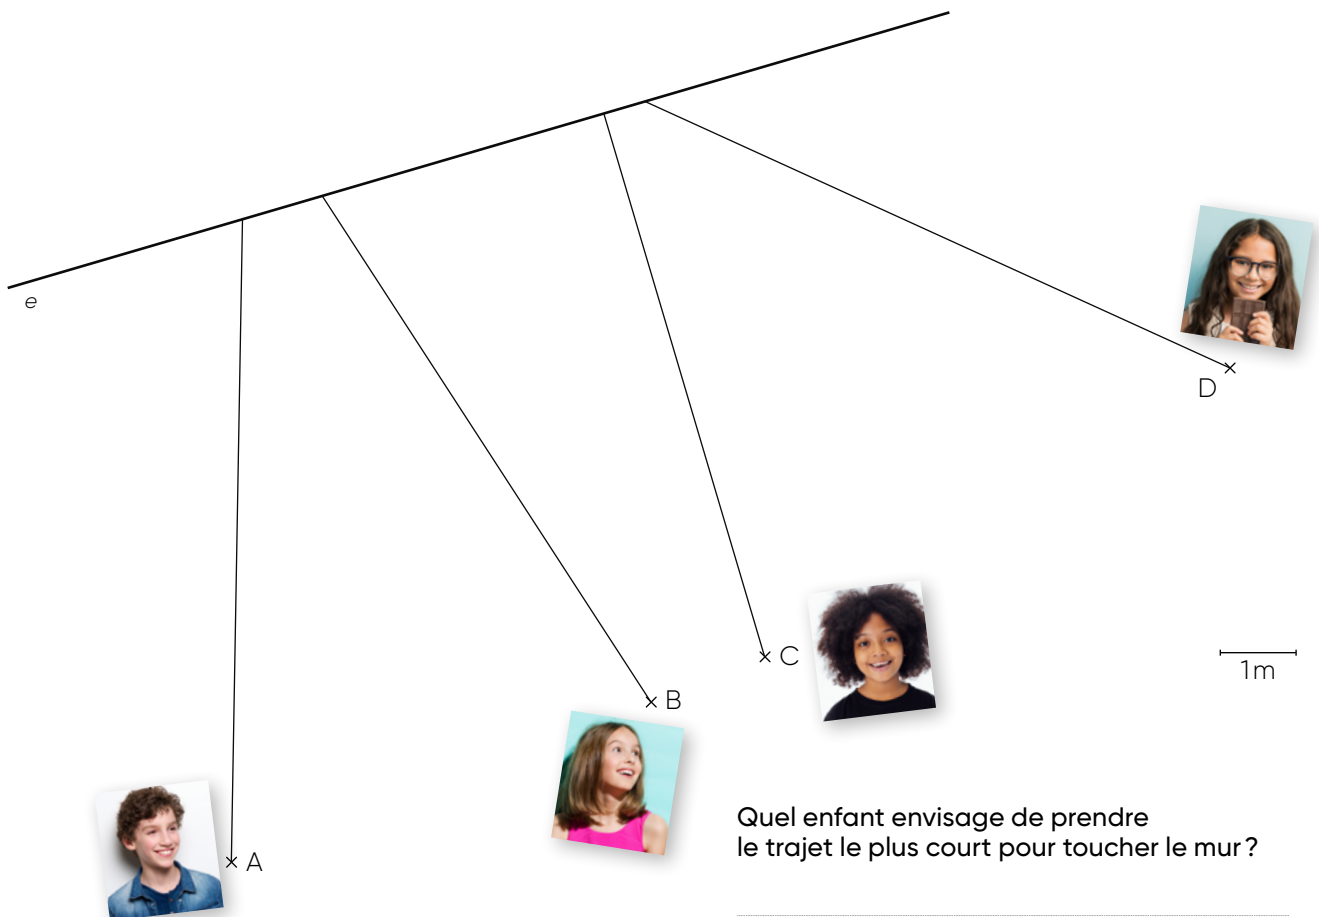 e
D
C
1m
B
A
Quel enfant envisage de prendre
le trajet le plus court pour toucher le mur ?